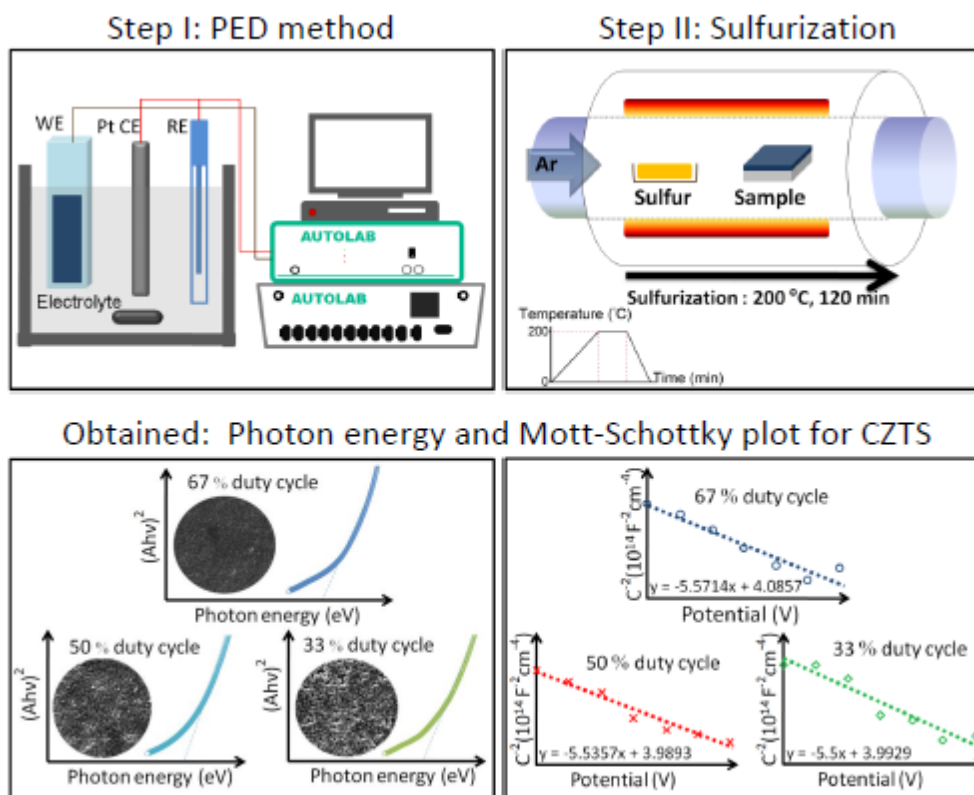 Step I: PED method
WE
Pt CE
RE
AUTOLAB
AUTOLAB
Electrolyte
Step II: Sulfurization
Ar
Sulfur
Sample
Sulfurization : 200 °C, 120 min
Temperature (°C)
200
0
Time (min)
Obtained: Photon energy and Mott-Schottky plot for CZTS
67 % duty cycle
(Ahv)²
Photon energy (eV)
50 % duty cycle
(Ahv)²
Photon energy (eV)
33 % duty cycle
(Ahv)²
Photon energy (eV)
67 % duty cycle
C⁻²(10¹⁴ F⁻²cm⁻⁴)
y = -5.5714x + 4.0857
Potential (V)
50 % duty cycle
C⁻²(10¹⁴ F⁻²cm⁻⁴)
y = -5.5357x + 3.9893
Potential (V)
33 % duty cycle
C⁻²(10¹⁴ F⁻²cm⁻⁴)
y = -5.5x + 3.9929
Potential (V)